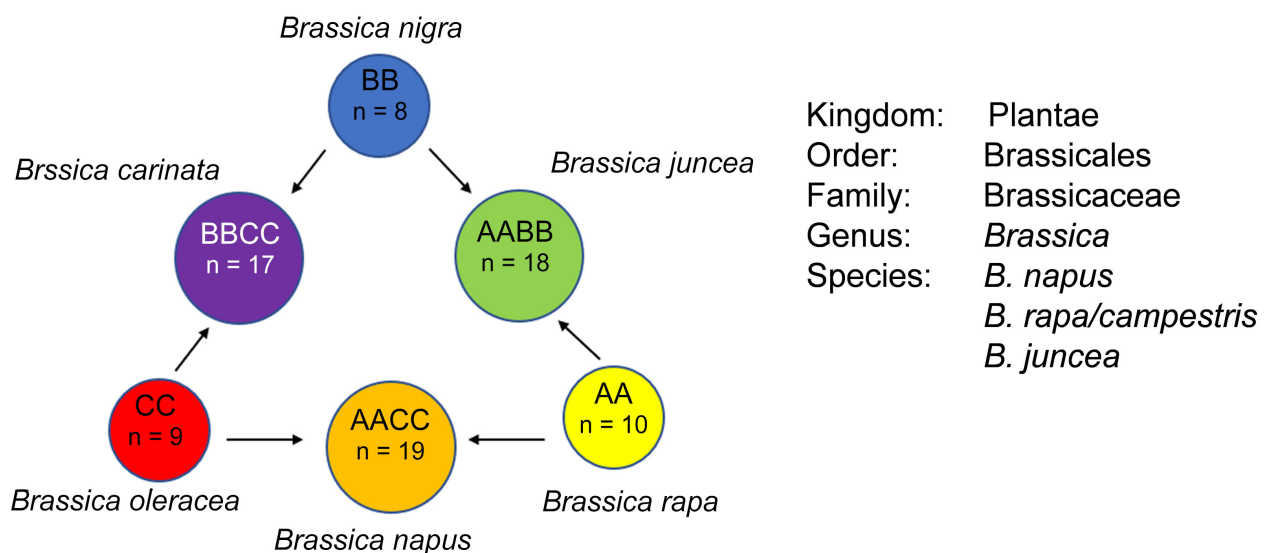 Brassica nigra
BB
n = 8
Brssica carinata
Brassica juncea
BBCC
n = 17
AABB
n = 18
CC
n = 9
AACC
n = 19
AA
n = 10
Brassica oleracea
Brassica rapa
Brassica napus
Kingdom: Plantae
Order: Brassicales
Family: Brassicaceae
Genus: Brassica
Species: B. napus
B. rapa/campestris
B. juncea